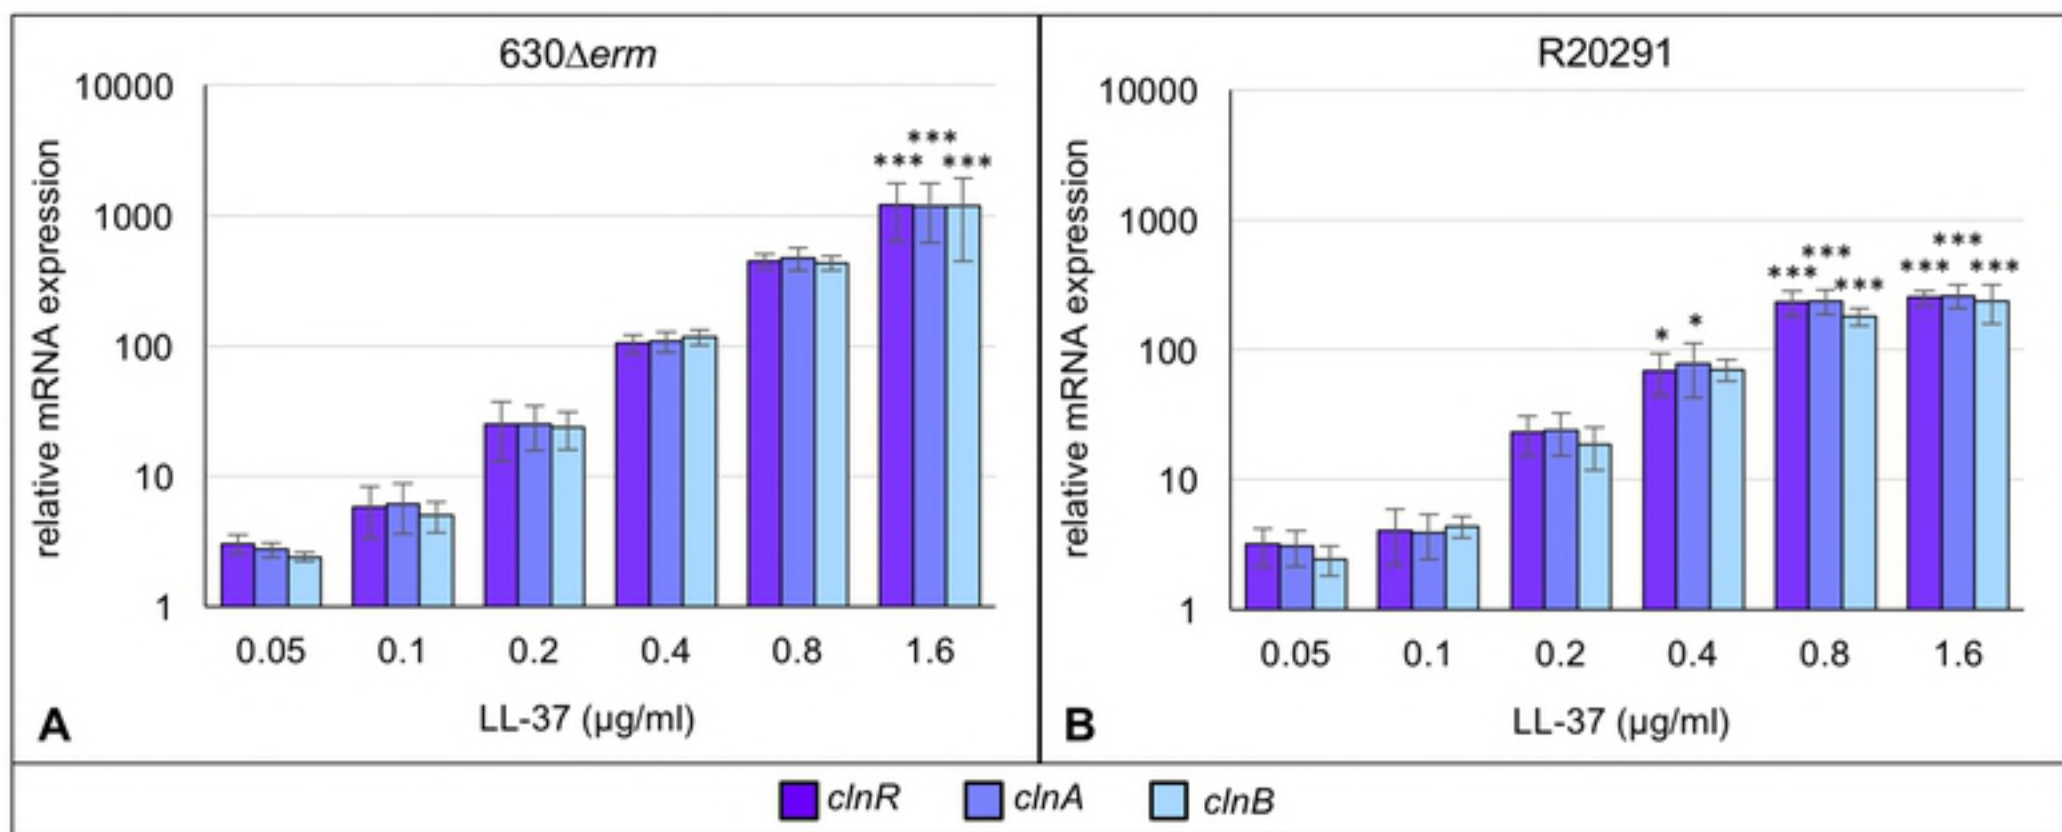 630Δerm
10000
1000
100
10
1
relative mRNA expression
***
*** ***
0.05 0.1 0.2 0.4 0.8 1.6
LL-37 (µg/ml)
A
R20291
10000
1000
100
10
1
relative mRNA expression
* *
***
*** ***
***
*** ***
0.05 0.1 0.2 0.4 0.8 1.6
LL-37 (µg/ml)
B
clnR clnA clnB